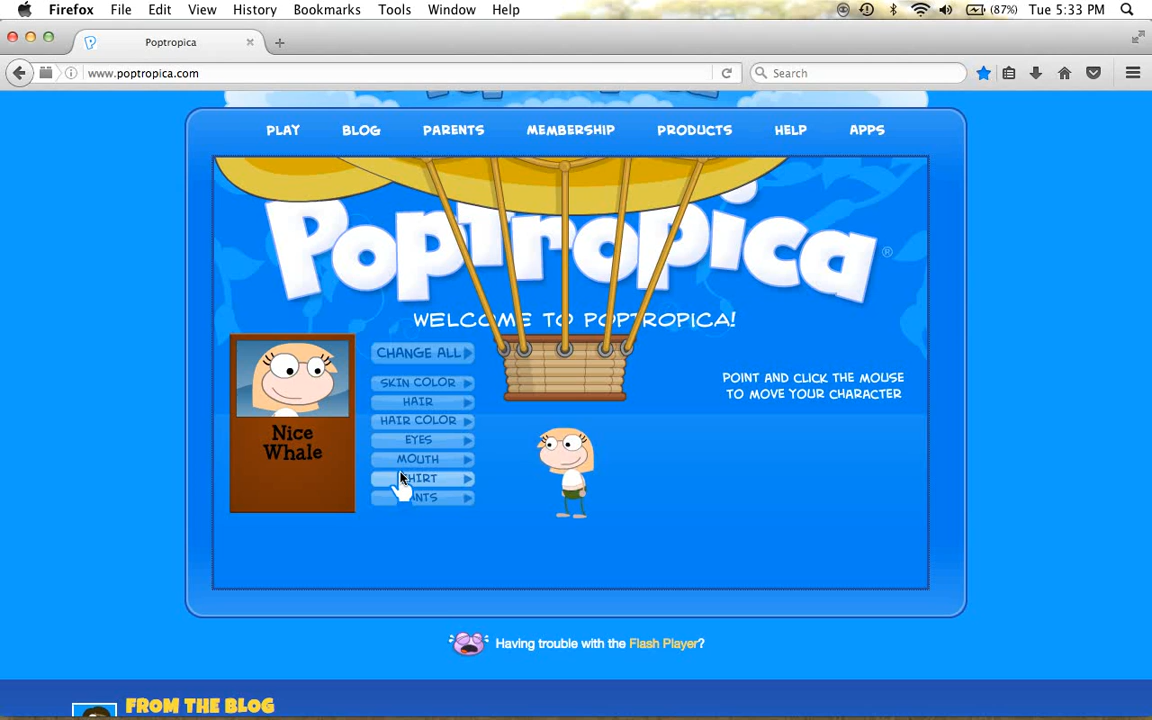 Firefox File Edit View History Bookmarks Tools Window Help (87%) Tue 5:33 PM
Poptropica
www.poptropica.com
Search
PLAY BLOG PARENTS MEMBERSHIP PRODUCTS HELP APPS
Poptropica®
WELCOME TO POPTROPICA!
CHANGE ALL
SKIN COLOR
HAIR
HAIR COLOR
EYES
MOUTH
SHIRT
PANTS
Nice
Whale
POINT AND CLICK THE MOUSE
TO MOVE YOUR CHARACTER
Having trouble with the Flash Player?
FROM THE BLOG